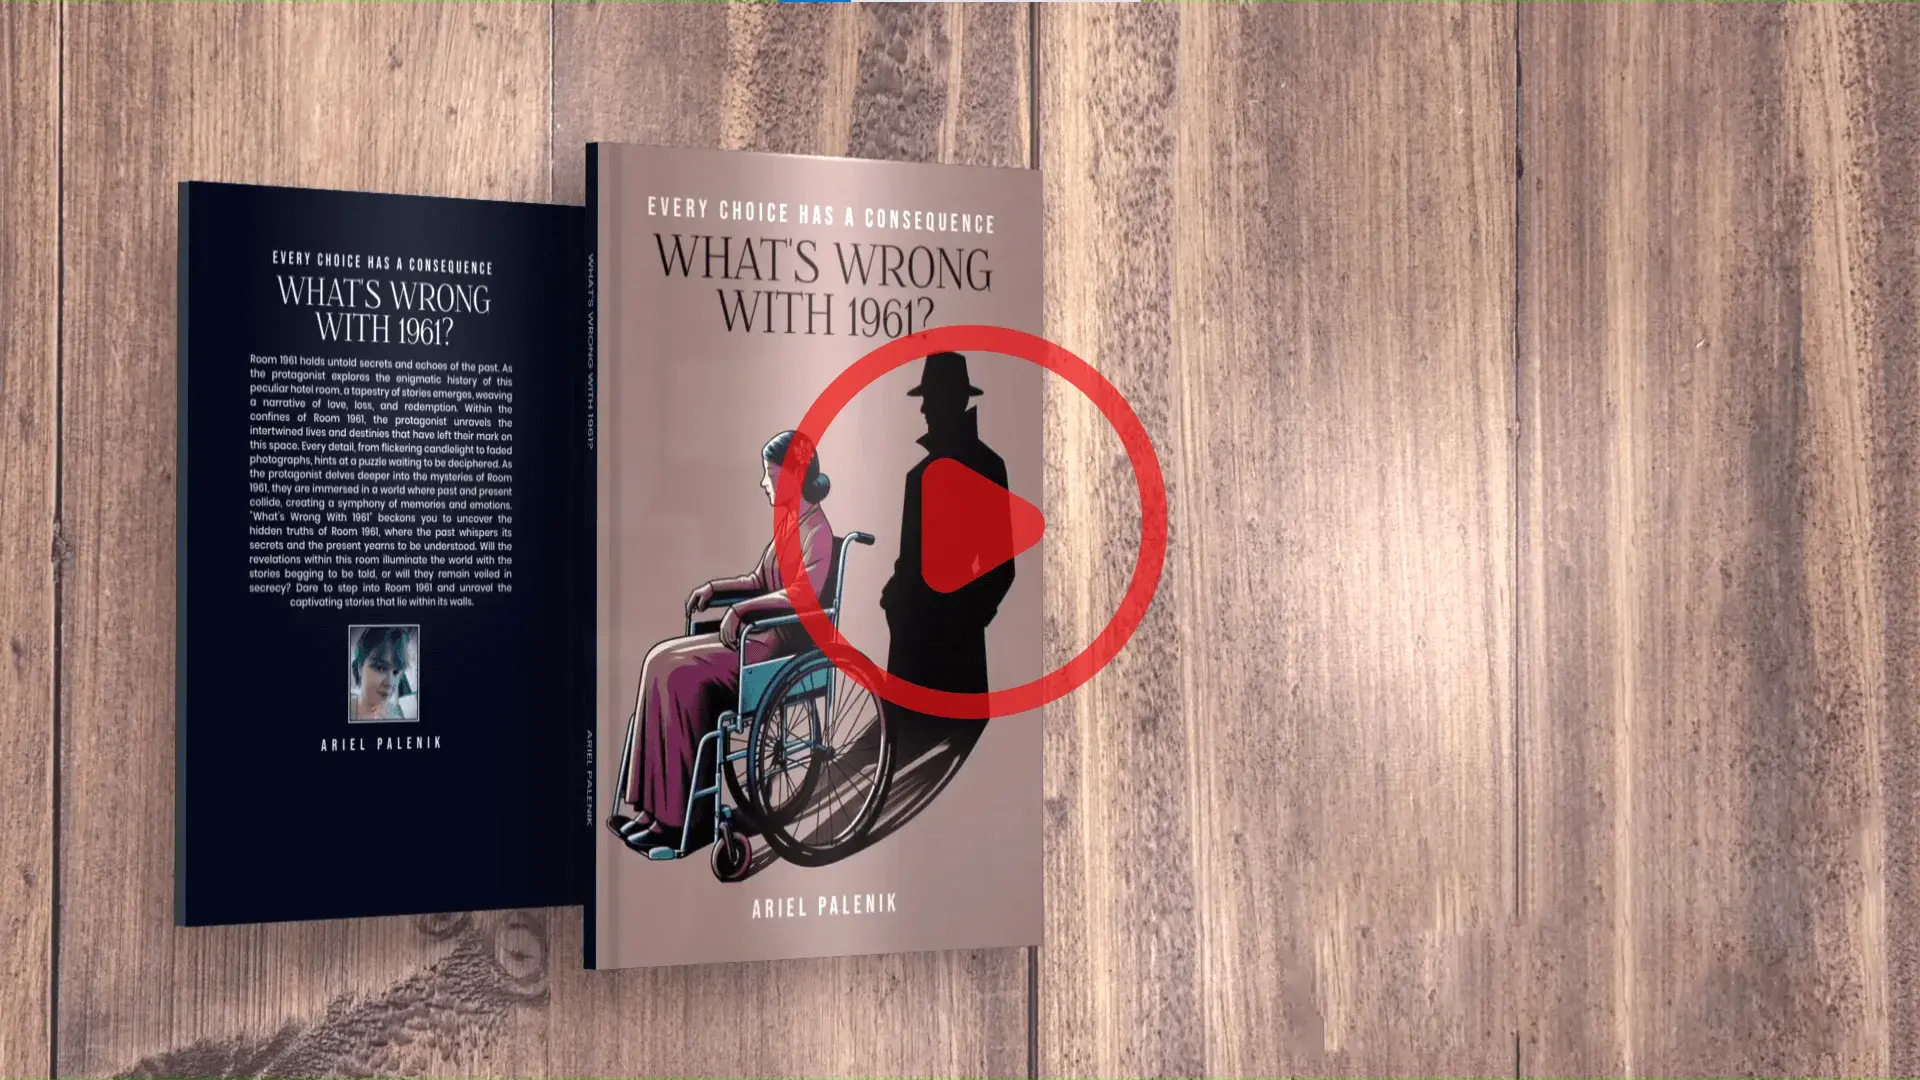 EVERY CHOICE HAS A CONSEQUENCE
WHAT'S WRONG
WITH 1961?
Room 1961 holds untold secrets and echoes of the past. As
the protagonist explores the enigmatic history of this
peculiar hotel room, a tapestry of stories emerges, weaving
a narrative of love, loss, and redemption. Within the
confines of Room 1961, the protagonist unravels the
intertwined lives and destinies that have left their mark on
this space. Every detail, from flickering candlelight to faded
photographs, hints at a puzzle waiting to be deciphered. As
the protagonist delves deeper into the mysteries of Room
1961, they are immersed in a world where past and present
collide, creating a symphony of memories and emotions.
"What's Wrong With 1961" beckons you to uncover the
hidden truths of Room 1961, where the past whispers its
secrets and the present yearns to be understood. Will the
revelations within this room illuminate the world with the
stories begging to be told, or will they remain veiled in
secrecy? Dare to step into Room 1961 and unravel the
captivating stories that lie within its walls.
ARIEL PALENIK
WHAT'S WRONG WITH 1961?
ARIEL PALENIK
EVERY CHOICE HAS A CONSEQUENCE
WHAT'S WRONG
WITH 1961?
ARIEL PALENIK